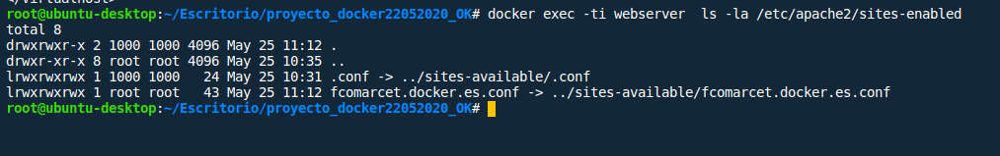 root@ubuntu-desktop:~/Escritorio/proyecto_docker22052020_OK# docker exec -ti webserver  ls -la /etc/apache2/sites-enabled
total 8
drwxrwxr-x 2 1000 1000 4096 May 25 11:12 .
drwxr-xr-x 8 root root 4096 May 25 10:35 ..
lrwxrwxrwx 1 1000 1000   24 May 25 10:31 .conf -> ../sites-available/.conf
lrwxrwxrwx 1 root root   43 May 25 11:12 fcomarcet.docker.es.conf -> ../sites-available/fcomarcet.docker.es.conf
root@ubuntu-desktop:~/Escritorio/proyecto_docker22052020_OK#